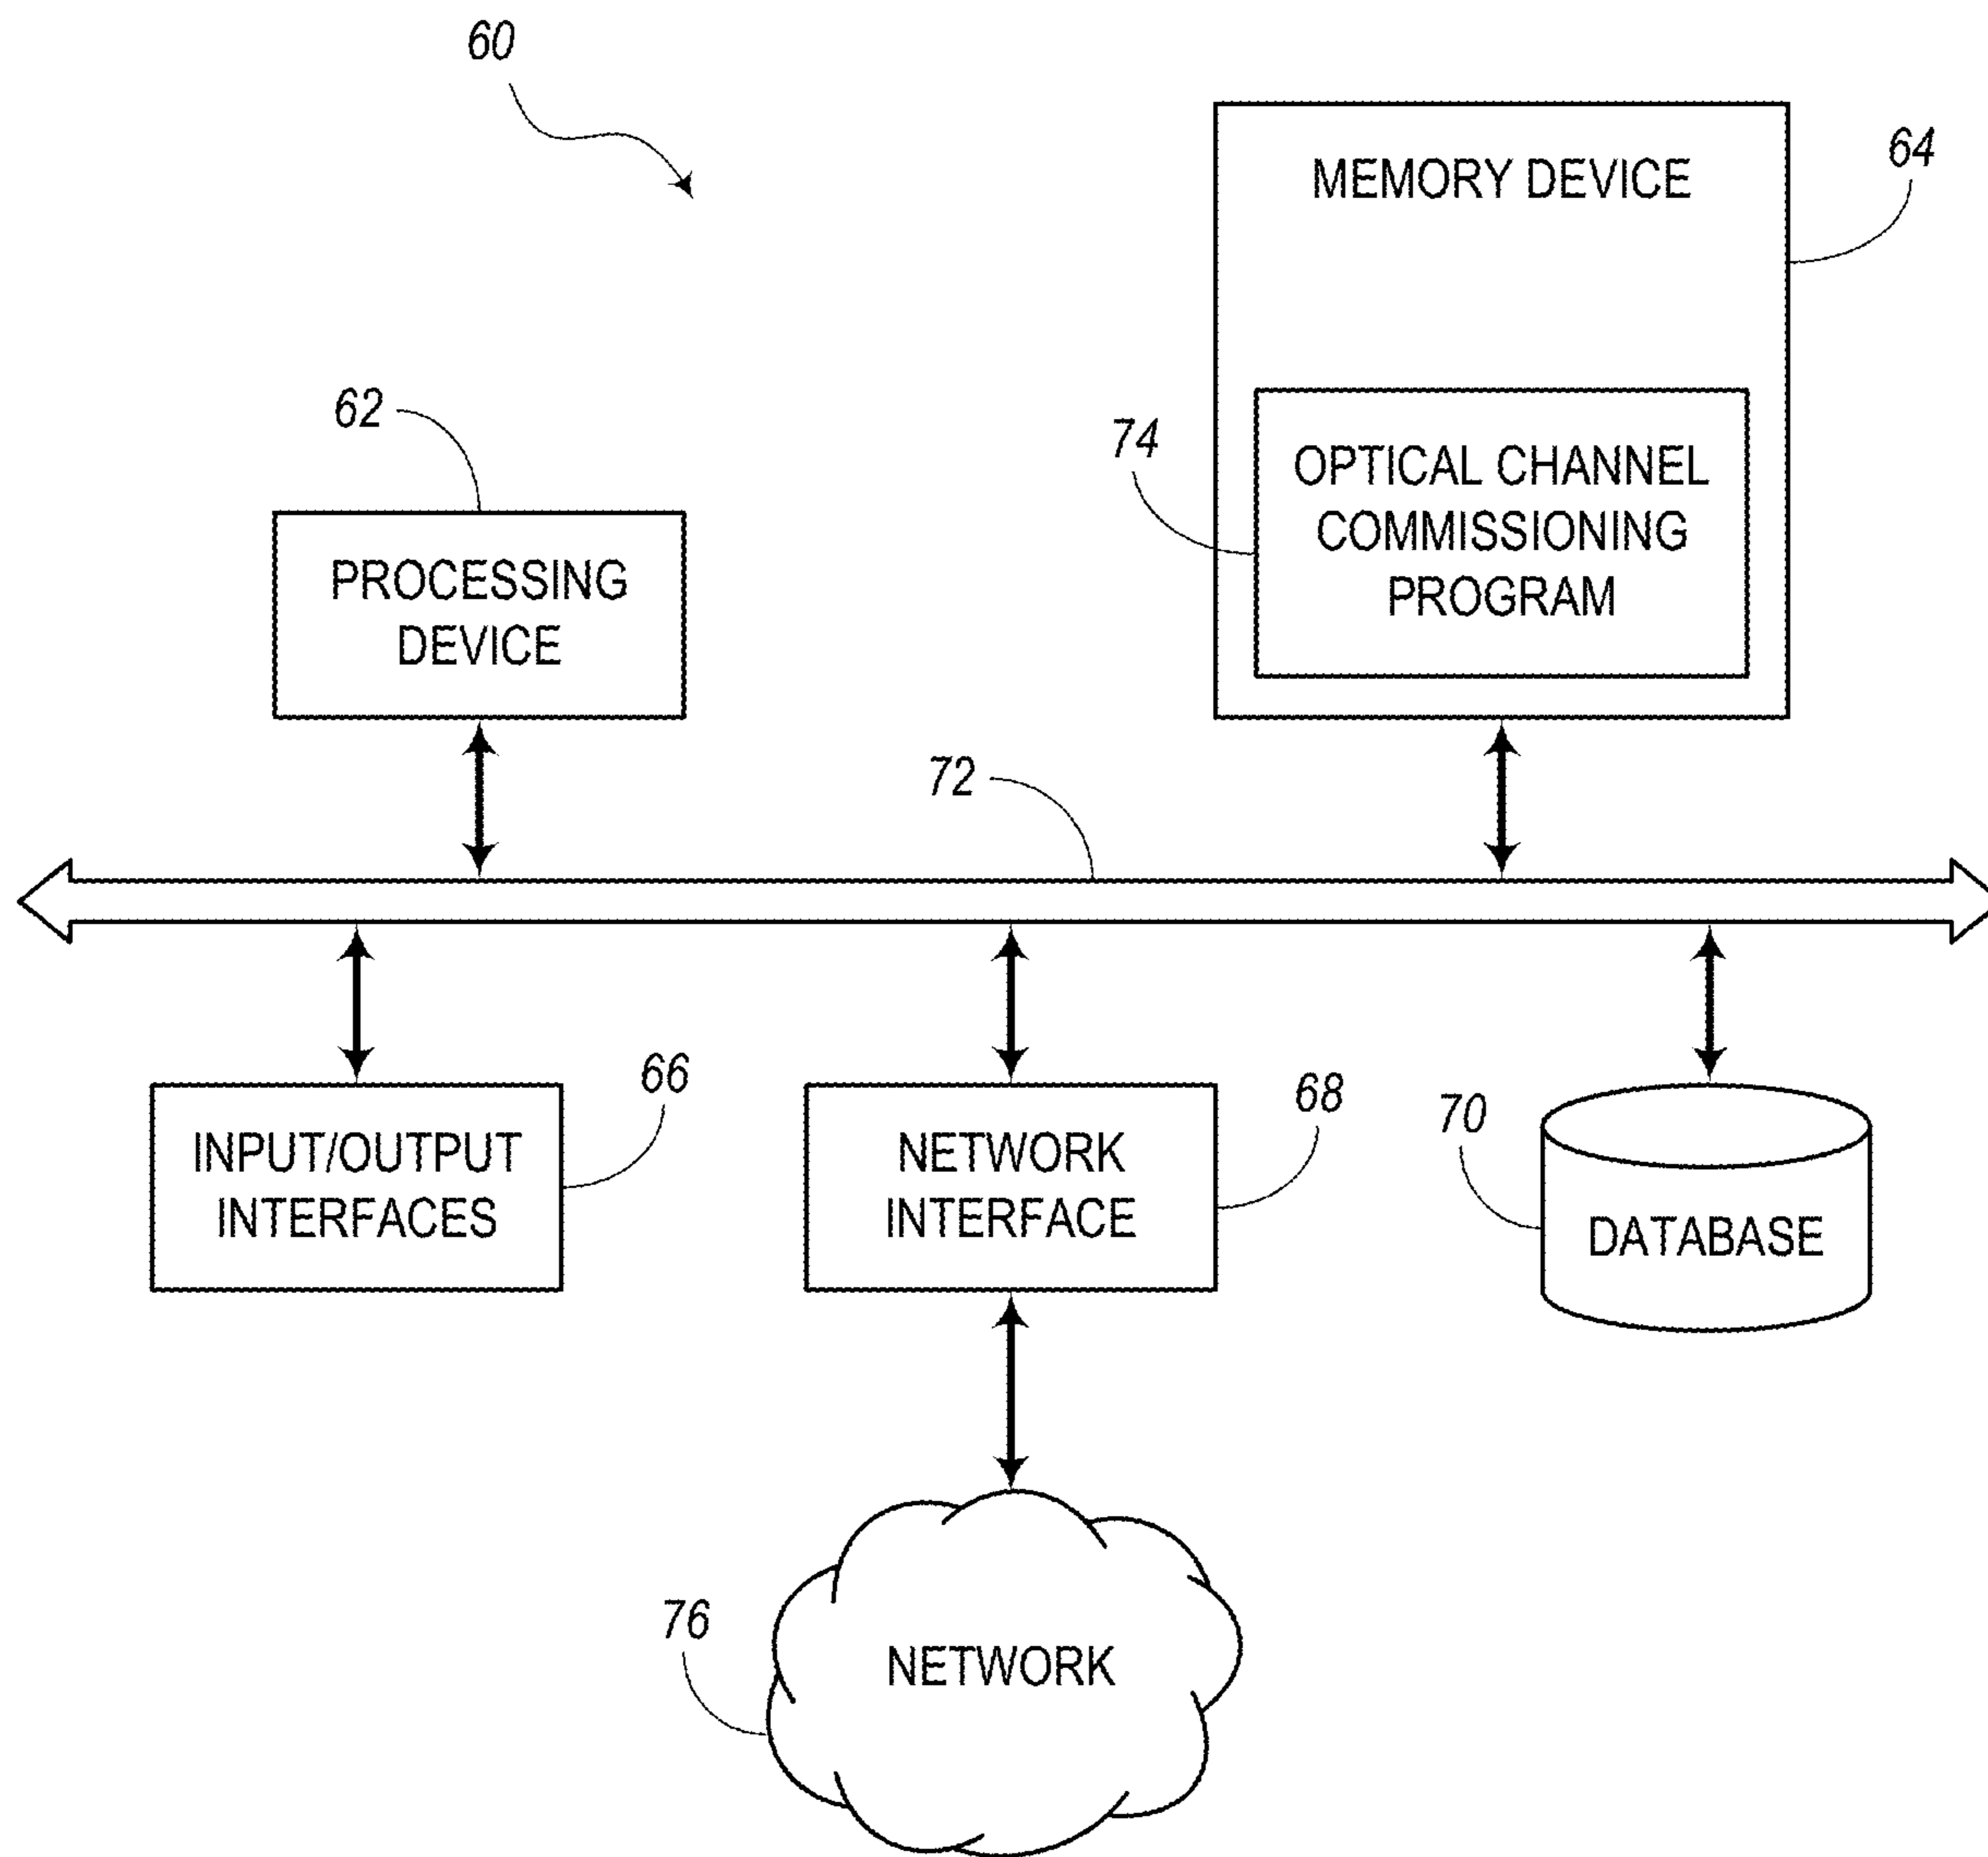 60
MEMORY DEVICE
64
62
74
OPTICAL CHANNEL
COMMISSIONING
PROGRAM
PROCESSING
DEVICE
72
66
68
70
INPUT/OUTPUT
INTERFACES
NETWORK
INTERFACE
DATABASE
76
NETWORK